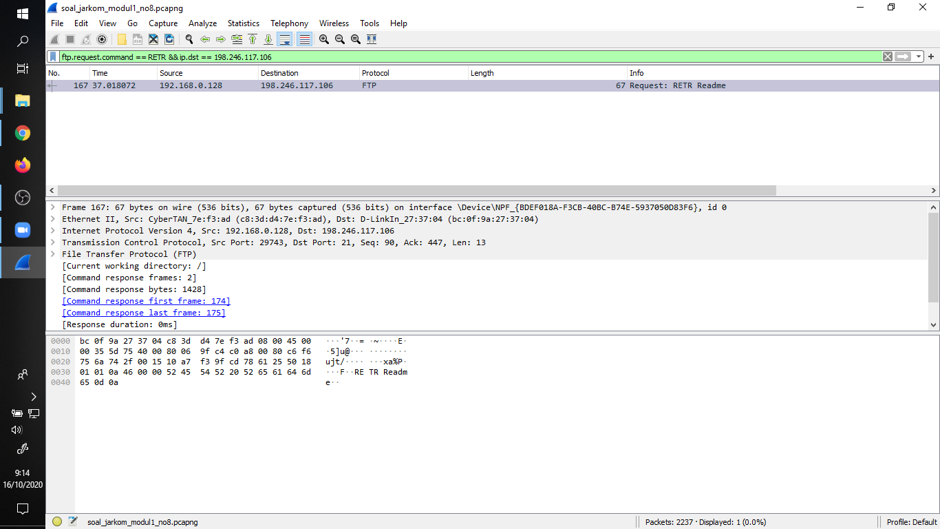 soal_jarkom_modul1_no8.pcapng
File Edit View Go Capture Analyze Statistics Telephony Wireless Tools Help
ftp.request.command == RETR && ip.dst == 198.246.117.106
No. Time Source Destination Protocol Length Info
167 37.018072 192.168.0.128 198.246.117.106 FTP 67 Request: RETR Readme
Frame 167: 67 bytes on wire (536 bits), 67 bytes captured (536 bits) on interface \Device\NPF_{BDEF018A-F3CB-40BC-B74E-5937050D83F6}, id 0
Ethernet II, Src: CyberTAN_7e:f3:ad (c8:3d:d4:7e:f3:ad), Dst: D-LinkIn_27:37:04 (bc:0f:9a:27:37:04)
Internet Protocol Version 4, Src: 192.168.0.128, Dst: 198.246.117.106
Transmission Control Protocol, Src Port: 29743, Dst Port: 21, Seq: 90, Ack: 447, Len: 13
File Transfer Protocol (FTP)
[Current working directory: /]
[Command response frames: 2]
[Command response bytes: 1428]
[Command response first frame: 174]
[Command response last frame: 175]
[Response duration: 0ms]
0000 bc 0f 9a 27 37 04 c8 3d d4 7e f3 ad 08 00 45 00 ···'7··= ·~····E·
0010 00 35 5d 75 40 00 80 06 9f c4 c0 a8 00 80 c6 f6 ·5]u@··· ········
0020 75 6a 74 2f 00 15 10 a7 f3 9f cd 78 61 25 50 18 ujt/···· ···xa%P·
0030 01 01 0a 46 00 00 52 45 54 52 20 52 65 61 64 6d ···F··RE TR Readm
0040 65 0d 0a e··
9:14
16/10/2020
soal_jarkom_modul1_no8.pcapng
Packets: 2237 · Displayed: 1 (0.0%)
Profile: Default